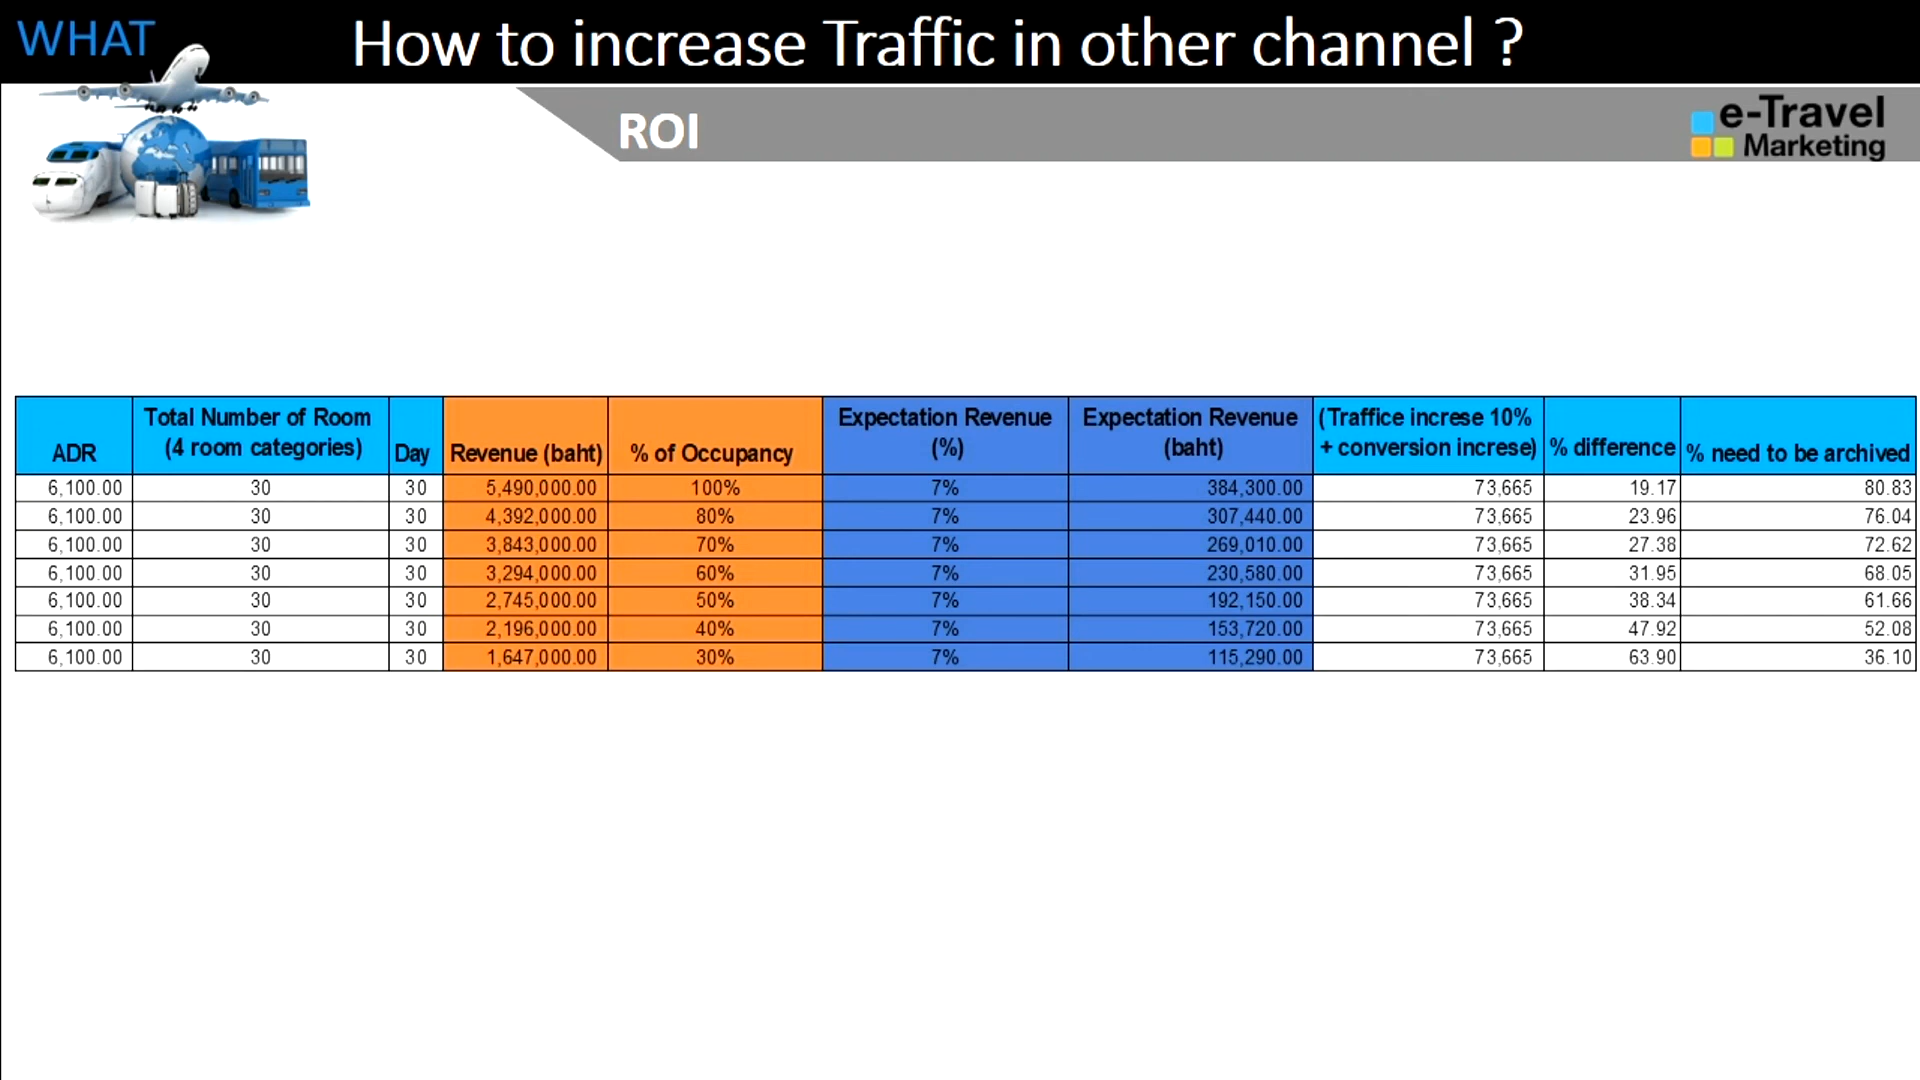 WHAT
How to increase Traffic in other channel ?
ROI
e-Travel
Marketing
ADR Total Number of Room (4 room categories) Day Revenue (baht) % of Occupancy Expectation Revenue (%) Expectation Revenue (baht) (Traffice increse 10% + conversion increse) % difference % need to be archived
6,100.00 30 30 5,490,000.00 100% 7% 384,300.00 73,665 19.17 80.83
6,100.00 30 30 4,392,000.00 80% 7% 307,440.00 73,665 23.96 76.04
6,100.00 30 30 3,843,000.00 70% 7% 269,010.00 73,665 27.38 72.62
6,100.00 30 30 3,294,000.00 60% 7% 230,580.00 73,665 31.95 68.05
6,100.00 30 30 2,745,000.00 50% 7% 192,150.00 73,665 38.34 61.66
6,100.00 30 30 2,196,000.00 40% 7% 153,720.00 73,665 47.92 52.08
6,100.00 30 30 1,647,000.00 30% 7% 115,290.00 73,665 63.90 36.10